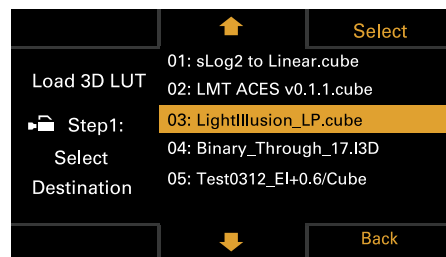 Select
Load 3D LUT
Step1:
Select
Destination
01: sLog2 to Linear.cube
02: LMT ACES v0.1.1.cube
03: LightIllusion_LP.cube
04: Binary_Through_17.I3D
05: Test0312_EI+0.6/Cube
Back